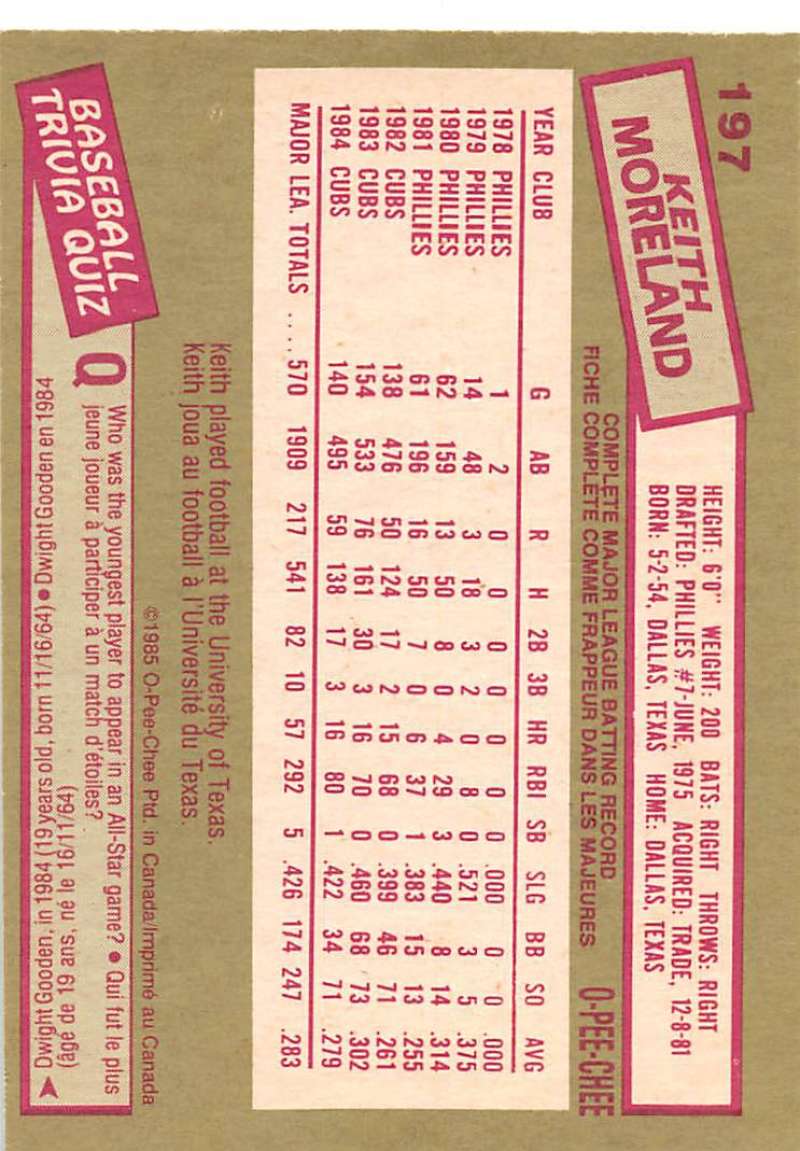 197
KEITH
MORELAND
HEIGHT: 6'0" WEIGHT: 200 BATS: RIGHT THROWS: RIGHT
DRAFTED: PHILLIES #7-JUNE, 1975 ACQUIRED: TRADE, 12-8-81
BORN: 5-2-54, DALLAS, TEXAS HOME: DALLAS, TEXAS
COMPLETE MAJOR LEAGUE BATTING RECORD
FICHE COMPLÈTE COMME FRAPPEUR DANS LES MAJEURES O-PEE-CHEE
YEAR CLUB G AB R H 2B 3B HR RBI SB SLG BB SO AVG
1978 PHILLIES 1 2 0 0 0 0 0 0 0 .000 0 0 .000
1979 PHILLIES 14 48 3 18 3 2 0 8 0 .521 3 5 .375
1980 PHILLIES 62 159 13 50 8 0 4 29 3 .440 8 14 .314
1981 PHILLIES 61 196 16 50 7 0 6 37 1 .383 15 13 .255
1982 CUBS 138 476 50 124 17 2 15 68 0 .399 46 71 .261
1983 CUBS 154 533 76 161 30 3 16 70 0 .460 68 73 .302
1984 CUBS 140 495 59 138 17 3 16 80 1 .422 34 71 .279
MAJOR LEA. TOTALS .... 570 1909 217 541 82 10 57 292 5 .426 174 247 .283
Keith played football at the University of Texas.
Keith joua au football à l'Université du Texas.
©1985 O-Pee-Chee Ptd. in Canada/Imprimé au Canada
BASEBALL
TRIVIA QUIZ
Q Who was the youngest player to appear in an All-Star game? • Qui fut le plus
jeune joueur à participer à un match d'étoiles?
Dwight Gooden, in 1984 (19 years old, born 11/16/64) • Dwight Gooden en 1984
(âgé de 19 ans, né le 16/11/64)